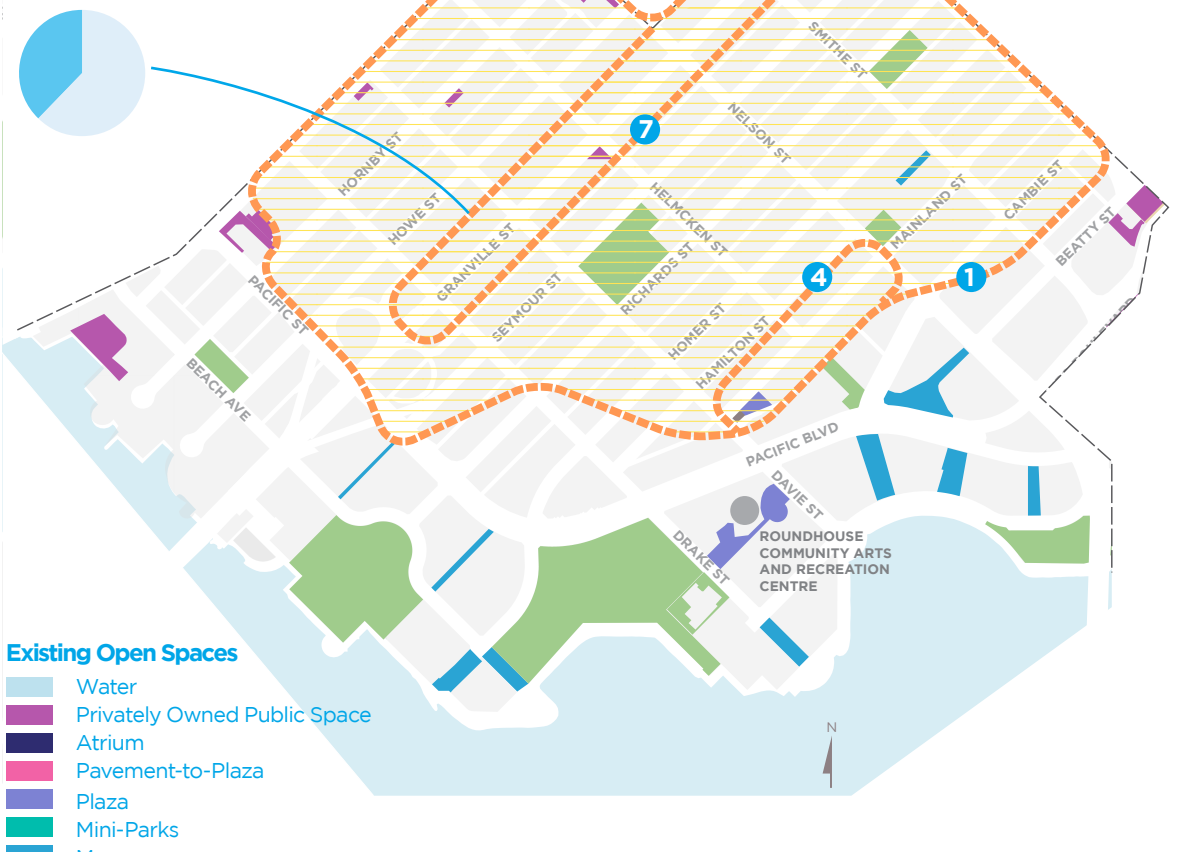 SMITHE ST
7
NELSON ST
HORNBY ST
HELMCKEN ST
HOWE ST
MAINLAND ST
CAMBIE ST
BEATTY ST
GRANVILLE ST
RICHARDS ST
4
1
PACIFIC ST
SEYMOUR ST
HOMER ST
HAMILTON ST
BEACH AVE
PACIFIC BLVD
DAVIE ST
DRAKE ST
ROUNDHOUSE
COMMUNITY ARTS
AND RECREATION
CENTRE
Existing Open Spaces
Water
Privately Owned Public Space
Atrium
Pavement-to-Plaza
Plaza
Mini-Parks
N